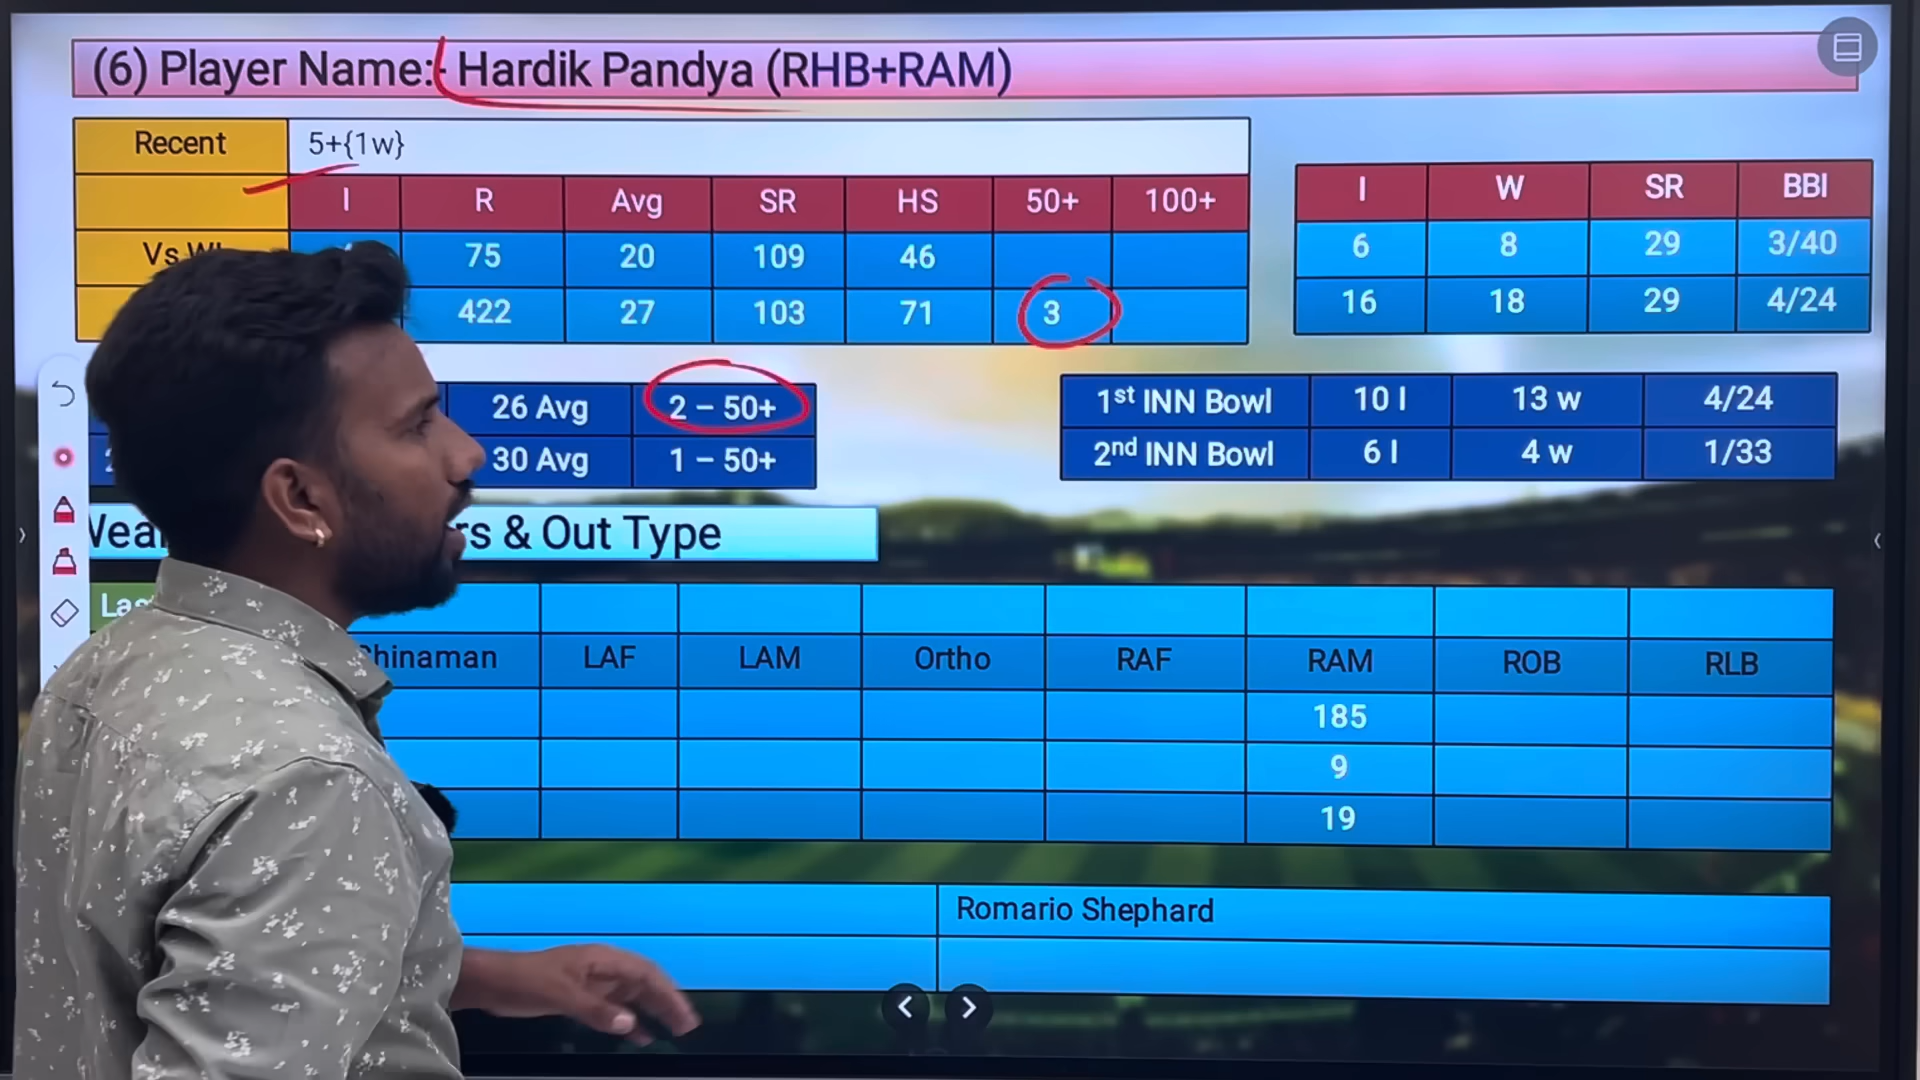 (6) Player Name:- Hardik Pandya (RHB+RAM)
Recent 5+{1w}
I R Avg SR HS 50+ 100+
Vs 75 20 109 46
422 27 103 71 3
I W SR BBI
6 8 29 3/40
16 18 29 4/24
26 Avg 2 – 50+
30 Avg 1 – 50+
1st INN Bowl 10 I 13 w 4/24
2nd INN Bowl 6 I 4 w 1/33
& Out Type
LAF LAM Ortho RAF RAM ROB RLB
185
9
19
Romario Shephard